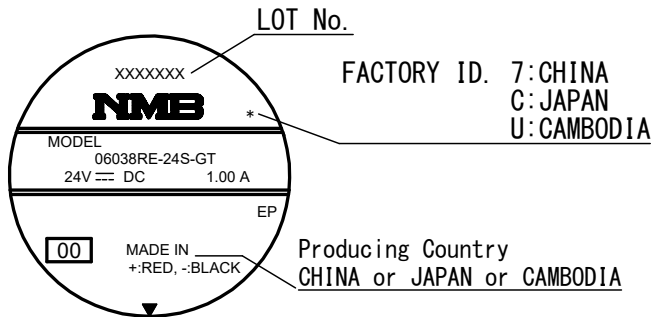 LOT No.
XXXXXXX
FACTORY ID. 7:CHINA
C:JAPAN
U:CAMBODIA
NMB
*
MODEL
06038RE-24S-GT
24V ⎓ DC 1.00 A
EP
00
MADE IN
+:RED, -:BLACK
Producing Country
CHINA or JAPAN or CAMBODIA